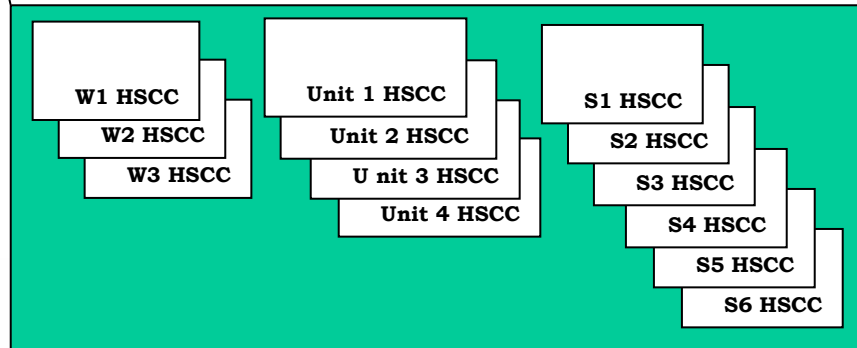 W1 HSCC
W2 HSCC
W3 HSCC
Unit 1 HSCC
Unit 2 HSCC
U nit 3 HSCC
Unit 4 HSCC
S1 HSCC
S2 HSCC
S3 HSCC
S4 HSCC
S5 HSCC
S6 HSCC